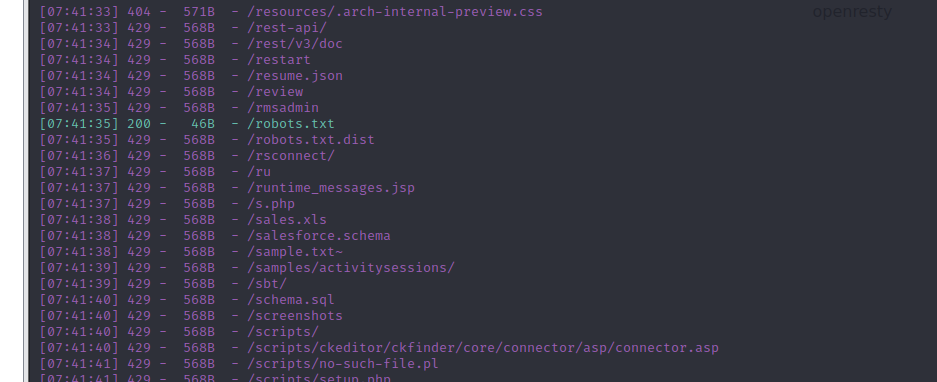 [07:41:33] 404 -   571B  - /resources/.arch-internal-preview.css
openresty
[07:41:33] 429 -   568B  - /rest-api/
[07:41:34] 429 -   568B  - /rest/v3/doc
[07:41:34] 429 -   568B  - /restart
[07:41:34] 429 -   568B  - /resume.json
[07:41:34] 429 -   568B  - /review
[07:41:35] 429 -   568B  - /rmsadmin
[07:41:35] 200 -    46B  - /robots.txt
[07:41:35] 429 -   568B  - /robots.txt.dist
[07:41:36] 429 -   568B  - /rsconnect/
[07:41:37] 429 -   568B  - /ru
[07:41:37] 429 -   568B  - /runtime_messages.jsp
[07:41:37] 429 -   568B  - /s.php
[07:41:38] 429 -   568B  - /sales.xls
[07:41:38] 429 -   568B  - /salesforce.schema
[07:41:38] 429 -   568B  - /sample.txt~
[07:41:39] 429 -   568B  - /samples/activitysessions/
[07:41:39] 429 -   568B  - /sbt/
[07:41:40] 429 -   568B  - /schema.sql
[07:41:40] 429 -   568B  - /screenshots
[07:41:40] 429 -   568B  - /scripts/
[07:41:40] 429 -   568B  - /scripts/ckeditor/ckfinder/core/connector/asp/connector.asp
[07:41:41] 429 -   568B  - /scripts/no-such-file.pl
[07:41:41] 429 -   568B  - /scripts/setup.php